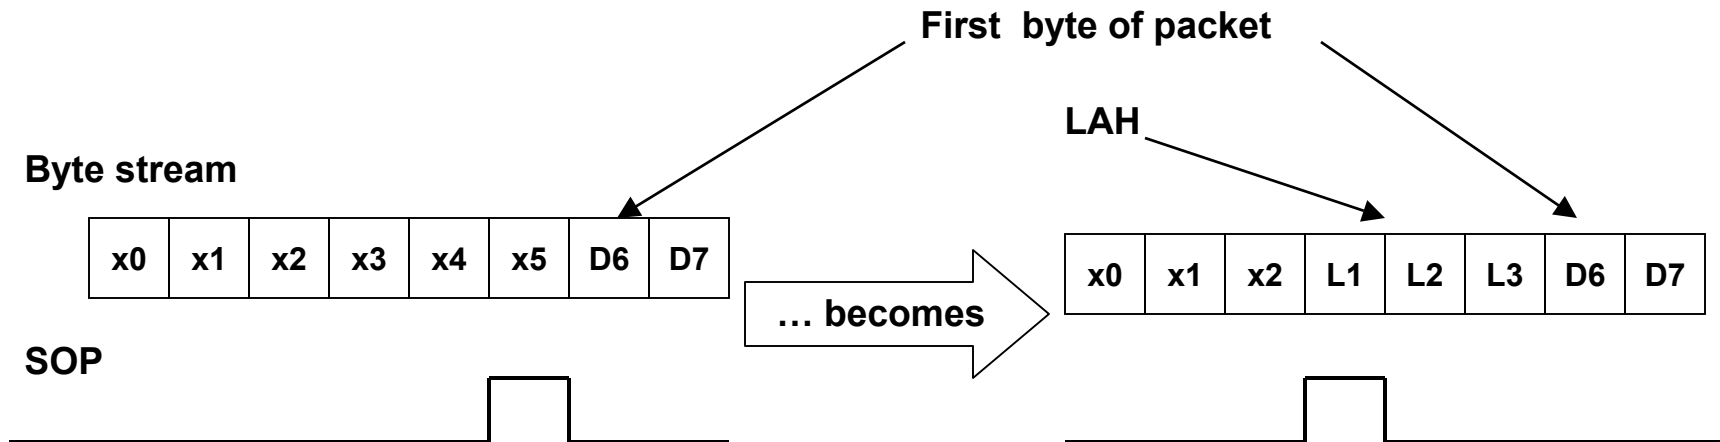 First byte of packet
LAH
Byte stream
x0 x1 x2 x3 x4 x5 D6 D7
x0 x1 x2 L1 L2 L3 D6 D7
… becomes
SOP